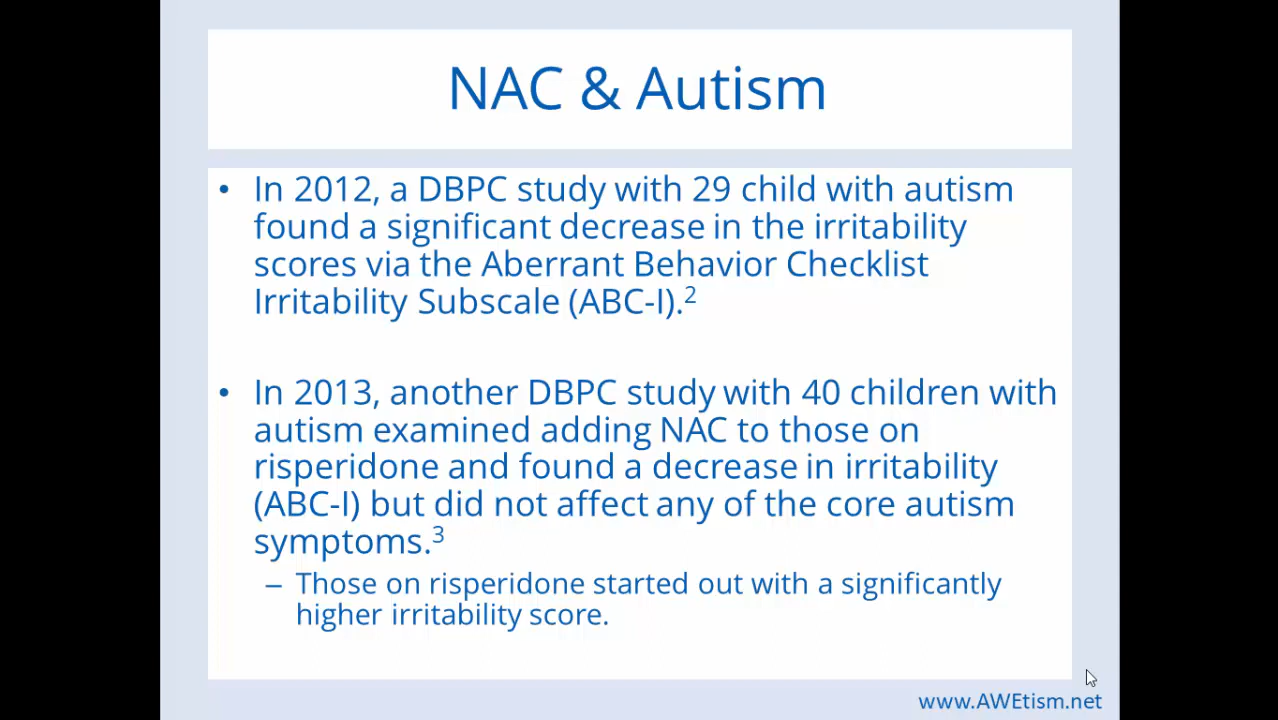 NAC & Autism
• In 2012, a DBPC study with 29 child with autism
found a significant decrease in the irritability
scores via the Aberrant Behavior Checklist
Irritability Subscale (ABC-I).2
• In 2013, another DBPC study with 40 children with
autism examined adding NAC to those on
risperidone and found a decrease in irritability
(ABC-I) but did not affect any of the core autism
symptoms.3
– Those on risperidone started out with a significantly
higher irritability score.
www.AWEtism.net